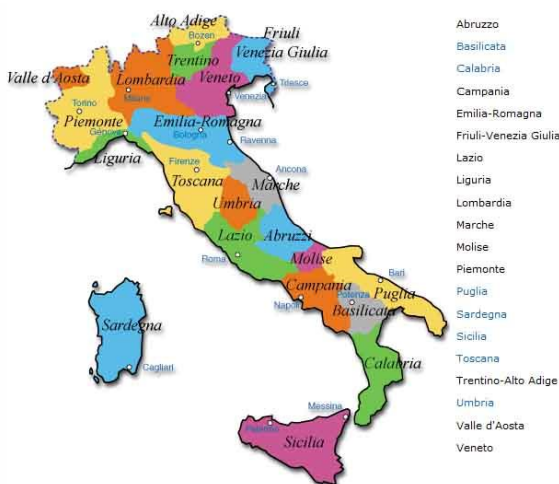 Alto Adige
Bozen
Friuli
Venezia Giulia
Trentino
Valle d'Aosta
Lombardia
Veneto
Milano
Venezia
Trieste
Torino
Piemonte
Genova
Emilia-Romagna
Bologna
Ravenna
Liguria
Firenze
Toscana
Ancona
Marche
Umbria
Lazio
Abruzzi
Roma
Molise
Campania
Napoli
Bari
Puglia
Potenza
Basilicata
Sardegna
Cagliari
Calabria
Messina
Palermo
Sicilia
Abruzzo
Basilicata
Calabria
Campania
Emilia-Romagna
Friuli-Venezia Giulia
Lazio
Liguria
Lombardia
Marche
Molise
Piemonte
Puglia
Sardegna
Sicilia
Toscana
Trentino-Alto Adige
Umbria
Valle d'Aosta
Veneto